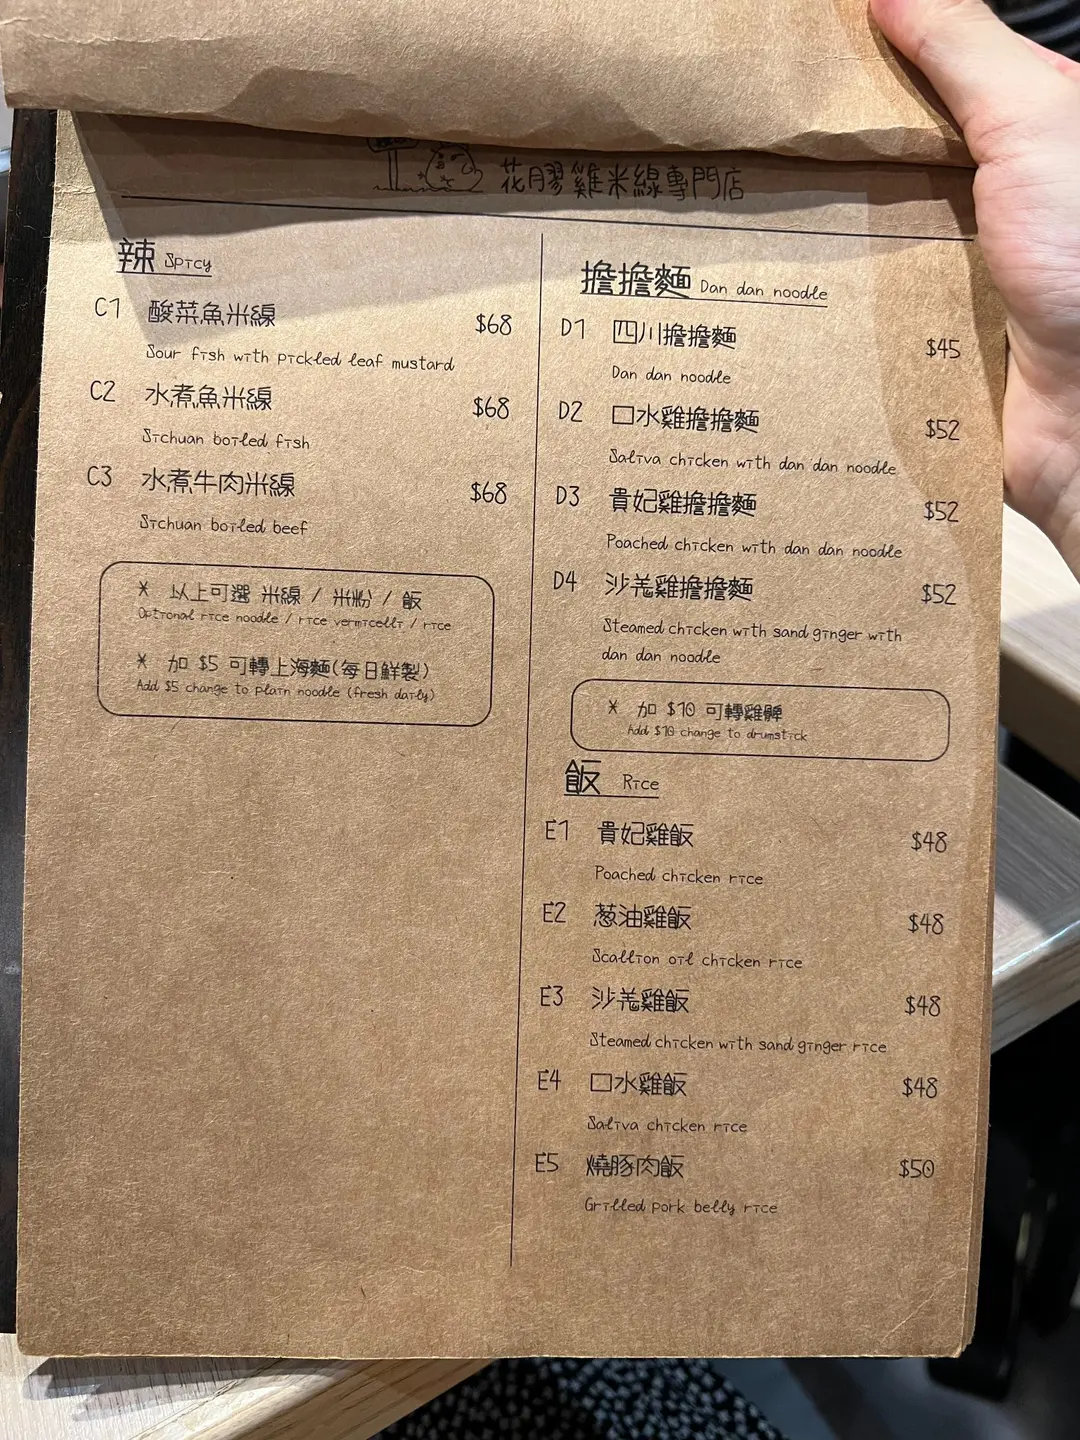 花膠雞米線專門店
辣 Spicy
C1 酸菜魚米線 $68
Sour fish with pickled leaf mustard
C2 水煮魚米線 $68
Sichuan boiled fish
C3 水煮牛肉米線 $68
Sichuan boiled beef
* 以上可選 米線 / 米粉 / 飯
Optional rice noodle / rice vermicelli / rice
* 加 $5 可轉上海麵(每日鮮製)
Add $5 change to plain noodle (fresh daily)
擔擔麵 Dan dan noodle
D1 四川擔擔麵 $45
Dan dan noodle
D2 口水雞擔擔麵 $52
Saliva chicken with dan dan noodle
D3 貴妃雞擔擔麵 $52
Poached chicken with dan dan noodle
D4 沙羌雞擔擔麵 $52
Steamed chicken with sand ginger with
dan dan noodle
* 加 $10 可轉雞髀
Add $10 change to drumstick
飯 Rice
E1 貴妃雞飯 $48
Poached chicken rice
E2 葱油雞飯 $48
Scallion oil chicken rice
E3 沙羌雞飯 $48
Steamed chicken with sand ginger rice
E4 口水雞飯 $48
Saliva chicken rice
E5 燒豚肉飯 $50
Grilled pork belly rice